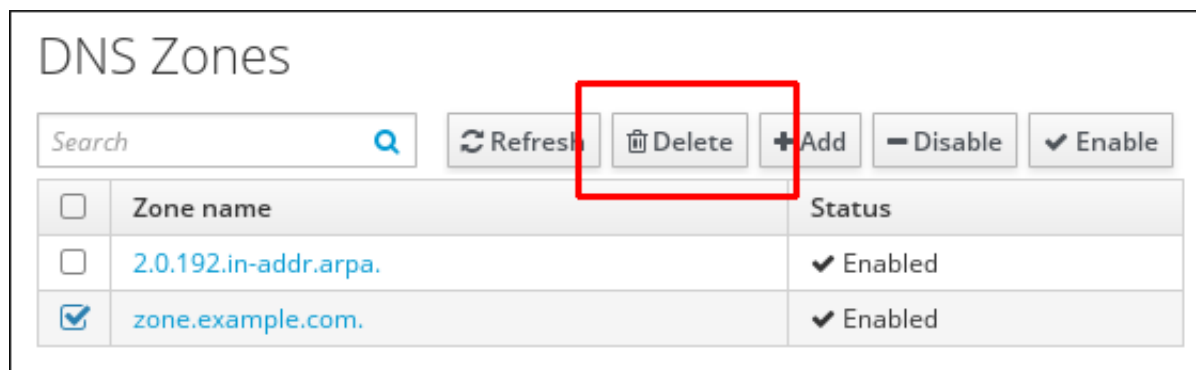 DNS Zones
Search Refresh Delete Add Disable Enable
Zone name Status
2.0.192.in-addr.arpa. Enabled
zone.example.com. Enabled